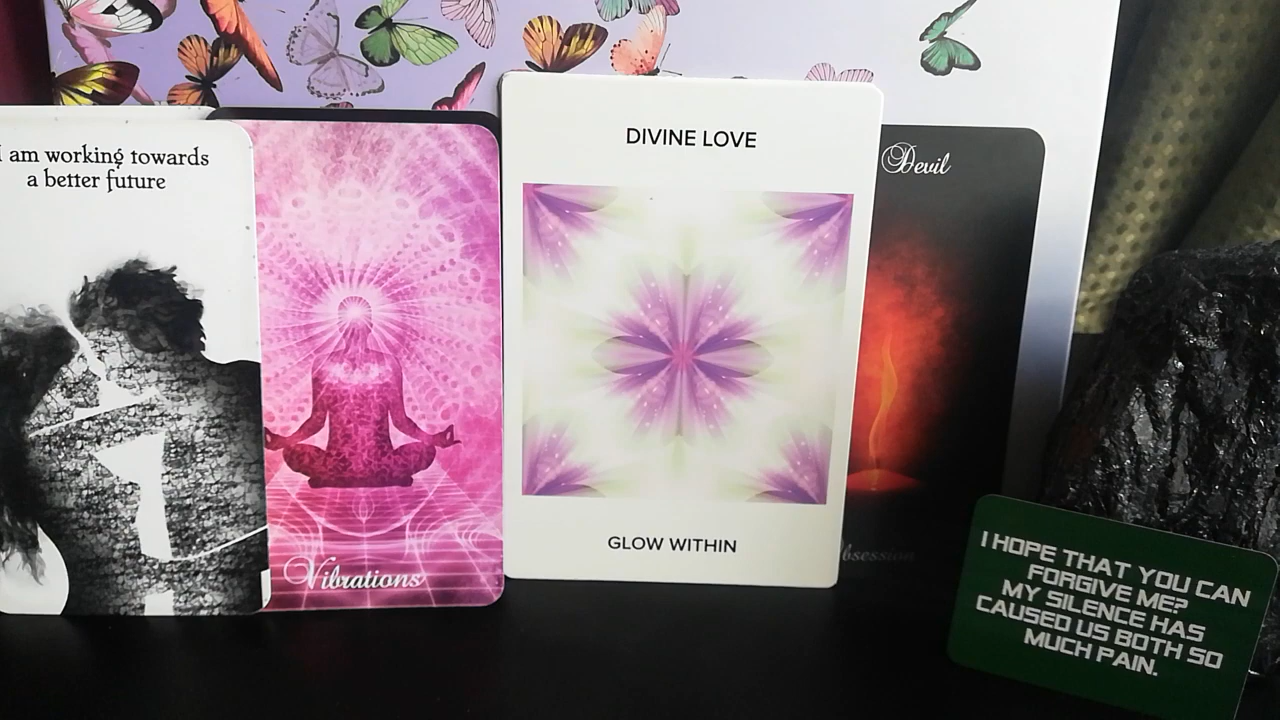 I am working towards
a better future
Vibrations
DIVINE LOVE
GLOW WITHIN
Devil
I HOPE THAT YOU CAN
FORGIVE ME?
MY SILENCE HAS
CAUSED US BOTH SO
MUCH PAIN.